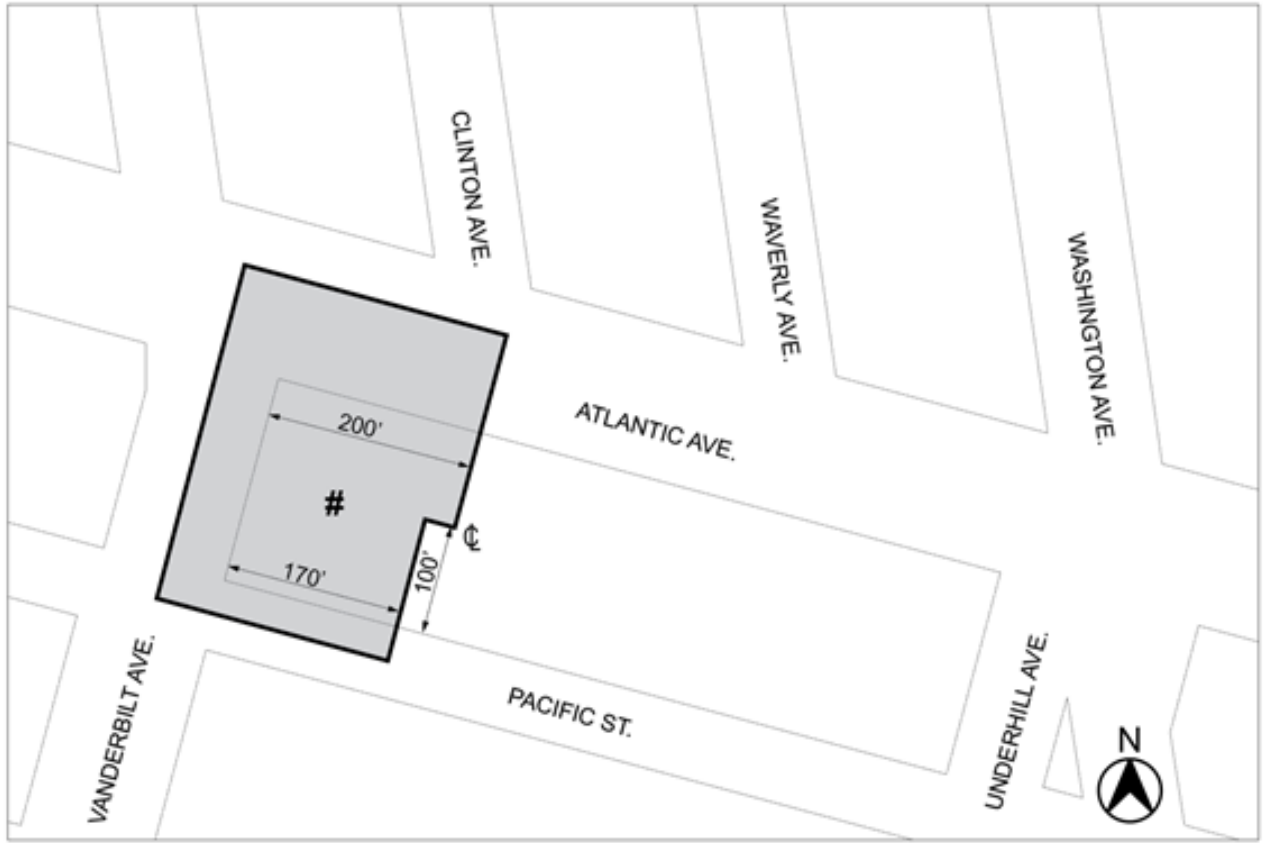 CLINTON AVE.
WAVERLY AVE.
WASHINGTON AVE.
ATLANTIC AVE.
200'
#
℄
170'
100'
VANDERBILT AVE.
PACIFIC ST.
UNDERHILL AVE.
N